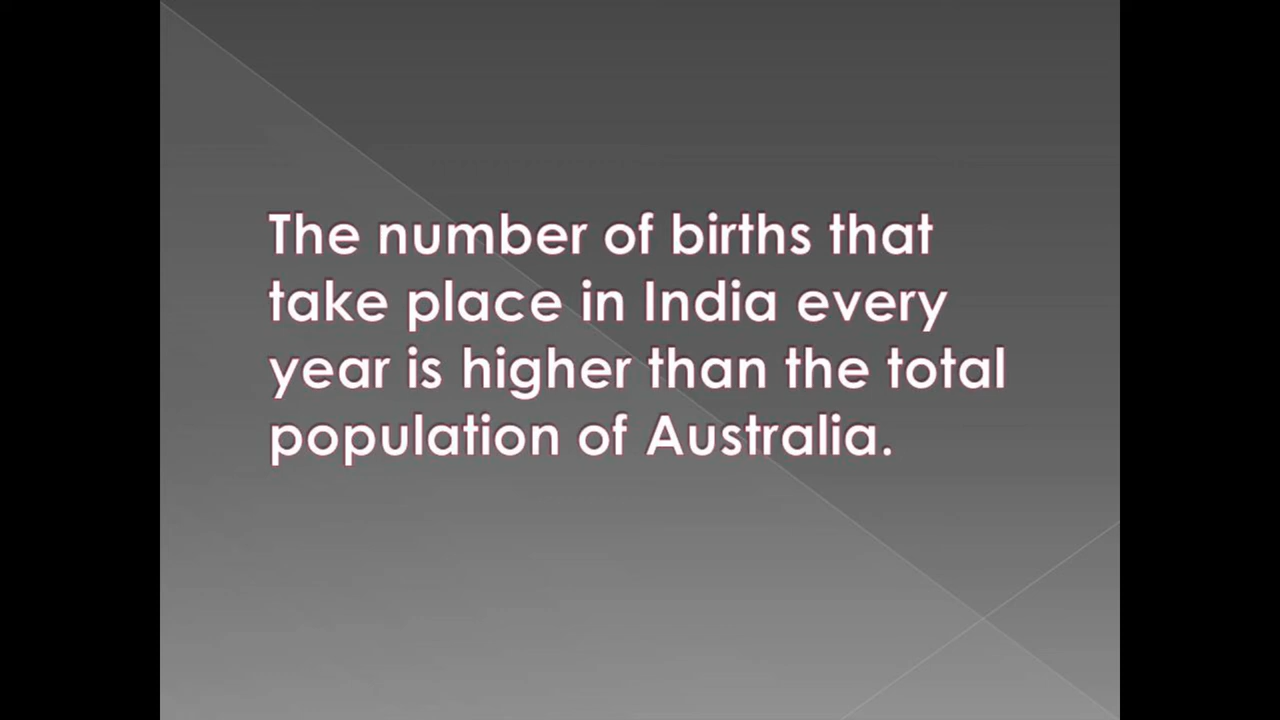 The number of births that
take place in India every
year is higher than the total
population of Australia.